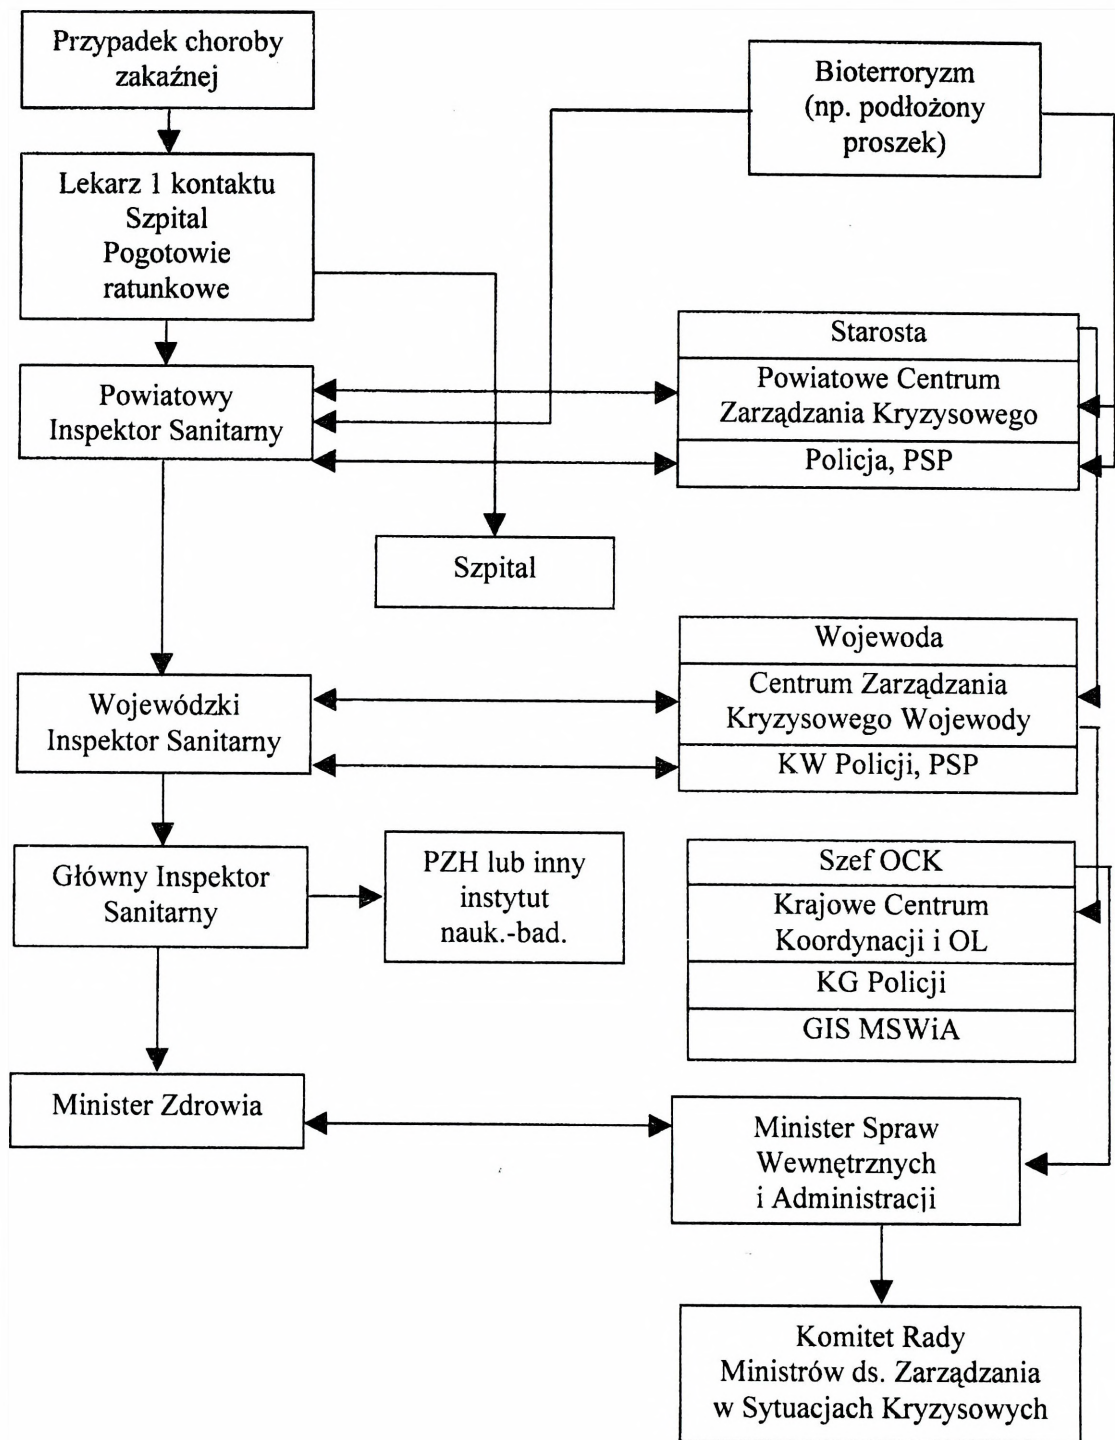 Przypadek choroby
zakaźnej
Bioterroryzm
(np. podłożony
proszek)
Lekarz 1 kontaktu
Szpital
Pogotowie
ratunkowe
Starosta
Powiatowe Centrum
Zarządzania Kryzysowego
Policja, PSP
Powiatowy
Inspektor Sanitarny
Szpital
Wojewoda
Centrum Zarządzania
Kryzysowego Wojewody
KW Policji, PSP
Wojewódzki
Inspektor Sanitarny
Główny Inspektor
Sanitarny
PZH lub inny
instytut
nauk.-bad.
Szef OCK
Krajowe Centrum
Koordynacji i OL
KG Policji
GIS MSWiA
Minister Zdrowia
Minister Spraw
Wewnętrznych
i Administracji
Komitet Rady
Ministrów ds. Zarządzania
w Sytuacjach Kryzysowych